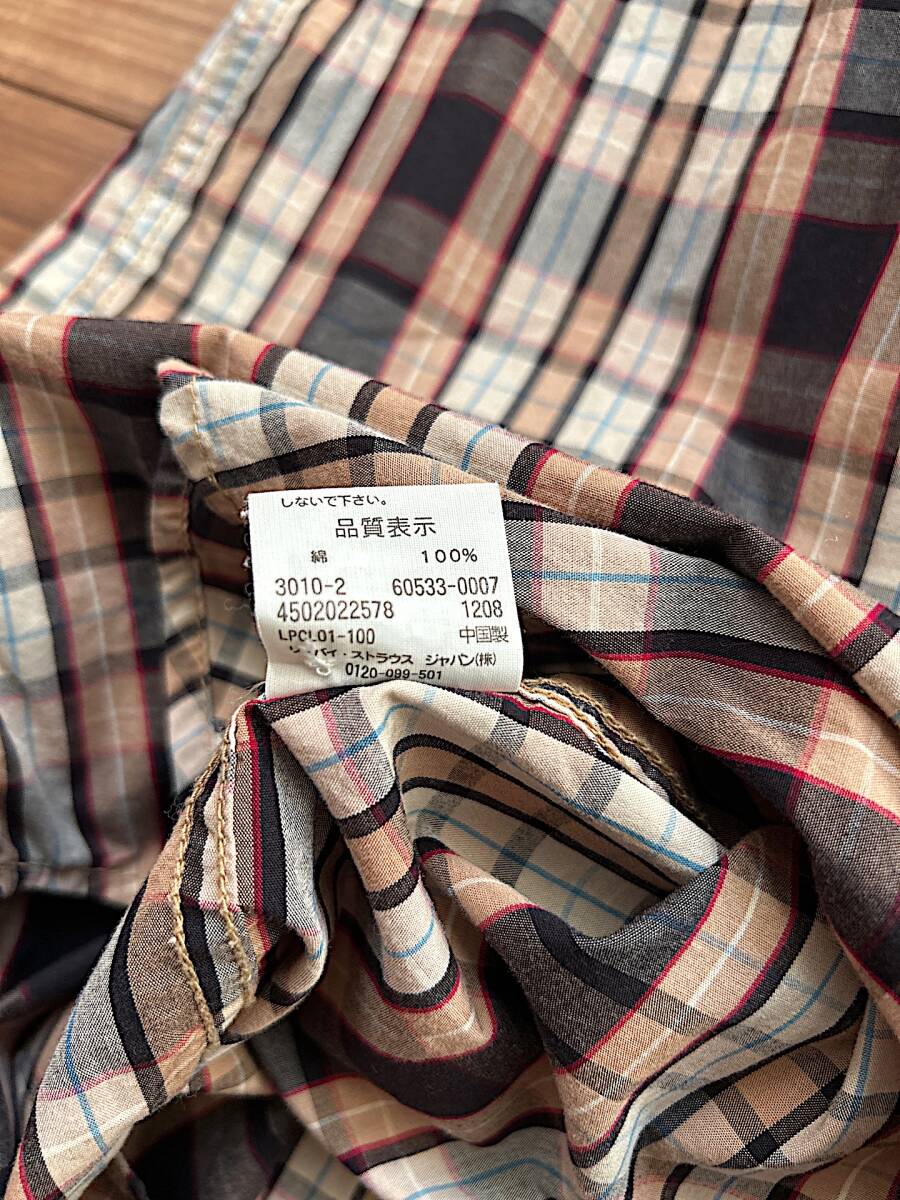 しないで下さい。
品質表示
綿 100%
3010-2 60533-0007
4502022578 1208
LPCL01-100 中国製
リーバイ・ストラウス ジャパン(株)
0120-099-501